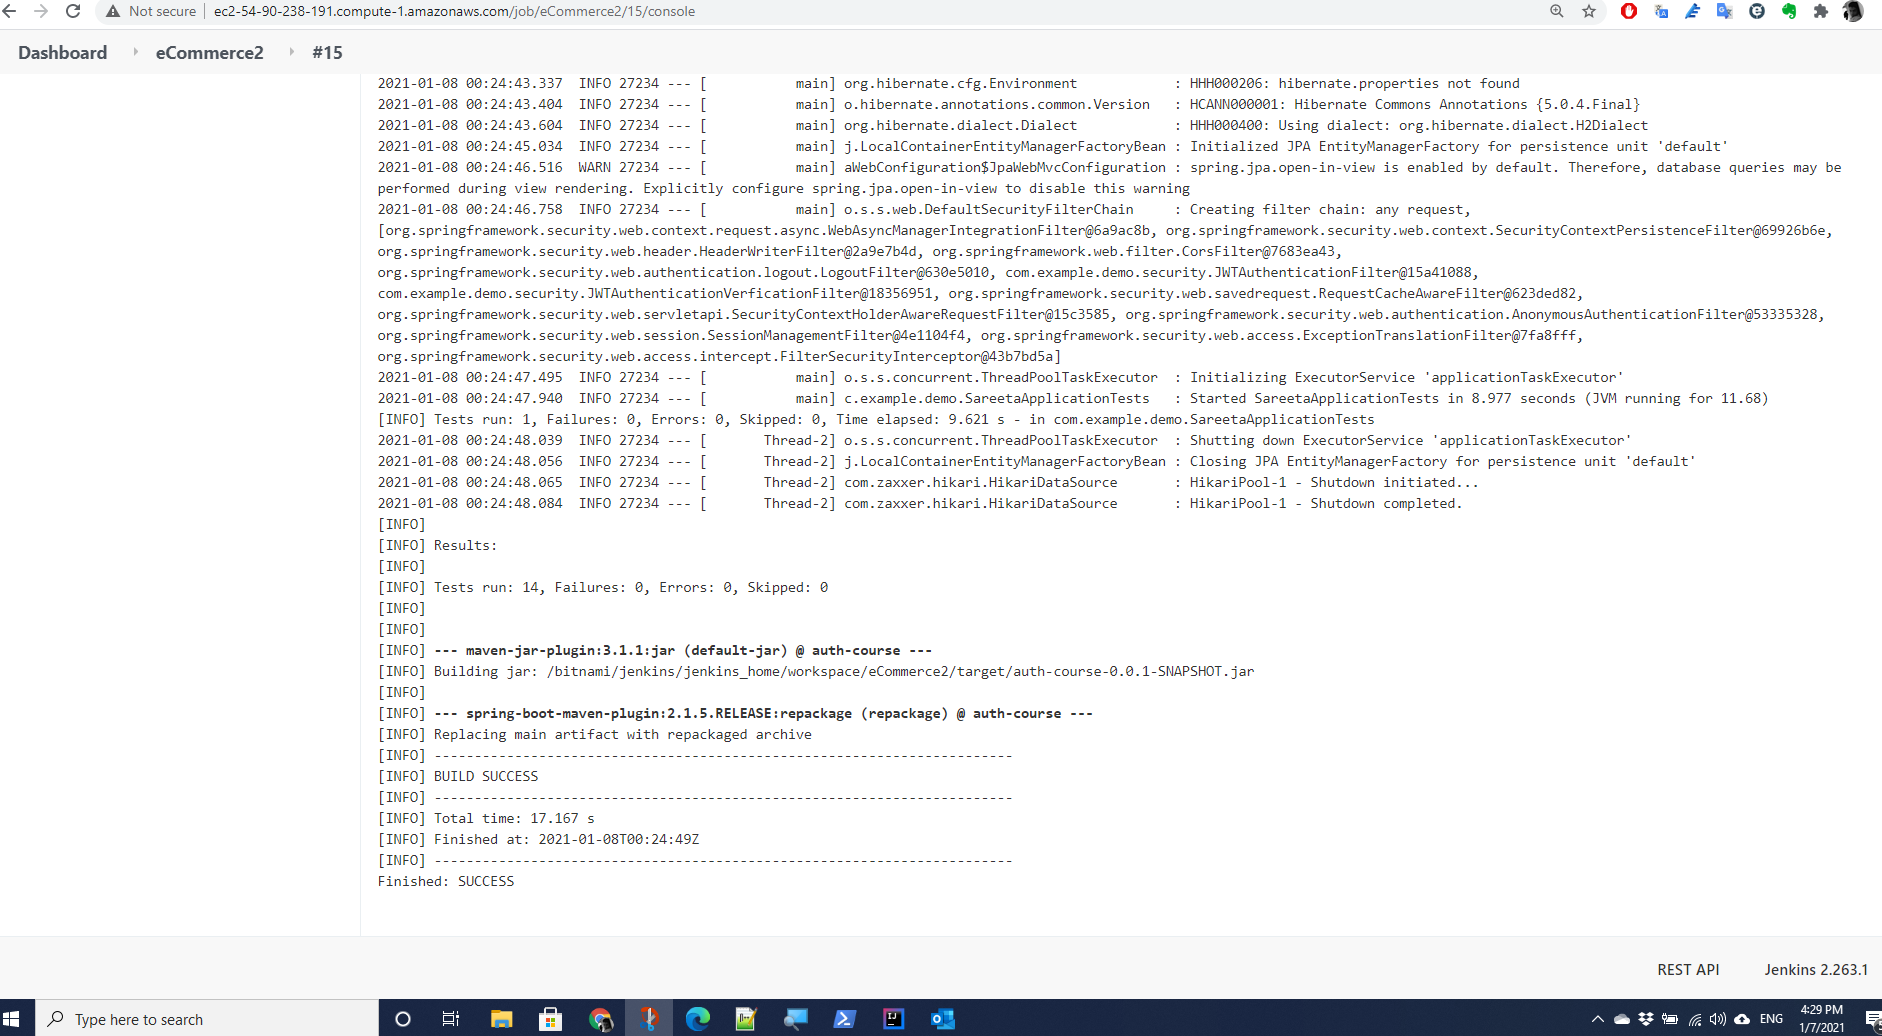 Not secure | ec2-54-90-238-191.compute-1.amazonaws.com/job/eCommerce2/15/console
Dashboard eCommerce2 #15
2021-01-08 00:24:43.337  INFO 27234 --- [           main] org.hibernate.cfg.Environment            : HHH000206: hibernate.properties not found
2021-01-08 00:24:43.404  INFO 27234 --- [           main] o.hibernate.annotations.common.Version   : HCANN000001: Hibernate Commons Annotations {5.0.4.Final}
2021-01-08 00:24:43.604  INFO 27234 --- [           main] org.hibernate.dialect.Dialect            : HHH000400: Using dialect: org.hibernate.dialect.H2Dialect
2021-01-08 00:24:45.034  INFO 27234 --- [           main] j.LocalContainerEntityManagerFactoryBean : Initialized JPA EntityManagerFactory for persistence unit 'default'
2021-01-08 00:24:46.516  WARN 27234 --- [           main] aWebConfiguration$JpaWebMvcConfiguration : spring.jpa.open-in-view is enabled by default. Therefore, database queries may be
performed during view rendering. Explicitly configure spring.jpa.open-in-view to disable this warning
2021-01-08 00:24:46.758  INFO 27234 --- [           main] o.s.s.web.DefaultSecurityFilterChain     : Creating filter chain: any request,
[org.springframework.security.web.context.request.async.WebAsyncManagerIntegrationFilter@6a9ac8b, org.springframework.security.web.context.SecurityContextPersistenceFilter@69926b6e,
org.springframework.security.web.header.HeaderWriterFilter@2a9e7b4d, org.springframework.web.filter.CorsFilter@7683ea43,
org.springframework.security.web.authentication.logout.LogoutFilter@630e5010, com.example.demo.security.JWTAuthenticationFilter@15a41088,
com.example.demo.security.JWTAuthenticationVerficationFilter@18356951, org.springframework.security.web.savedrequest.RequestCacheAwareFilter@623ded82,
org.springframework.security.web.servletapi.SecurityContextHolderAwareRequestFilter@15c3585, org.springframework.security.web.authentication.AnonymousAuthenticationFilter@53335328,
org.springframework.security.web.session.SessionManagementFilter@4e1104f4, org.springframework.security.web.access.ExceptionTranslationFilter@7fa8fff,
org.springframework.security.web.access.intercept.FilterSecurityInterceptor@43b7bd5a]
2021-01-08 00:24:47.495  INFO 27234 --- [           main] o.s.s.concurrent.ThreadPoolTaskExecutor  : Initializing ExecutorService 'applicationTaskExecutor'
2021-01-08 00:24:47.940  INFO 27234 --- [           main] c.example.demo.SareetaApplicationTests   : Started SareetaApplicationTests in 8.977 seconds (JVM running for 11.68)
[INFO] Tests run: 1, Failures: 0, Errors: 0, Skipped: 0, Time elapsed: 9.621 s - in com.example.demo.SareetaApplicationTests
2021-01-08 00:24:48.039  INFO 27234 --- [       Thread-2] o.s.s.concurrent.ThreadPoolTaskExecutor  : Shutting down ExecutorService 'applicationTaskExecutor'
2021-01-08 00:24:48.056  INFO 27234 --- [       Thread-2] j.LocalContainerEntityManagerFactoryBean : Closing JPA EntityManagerFactory for persistence unit 'default'
2021-01-08 00:24:48.065  INFO 27234 --- [       Thread-2] com.zaxxer.hikari.HikariDataSource       : HikariPool-1 - Shutdown initiated...
2021-01-08 00:24:48.084  INFO 27234 --- [       Thread-2] com.zaxxer.hikari.HikariDataSource       : HikariPool-1 - Shutdown completed.
[INFO]
[INFO] Results:
[INFO]
[INFO] Tests run: 14, Failures: 0, Errors: 0, Skipped: 0
[INFO]
[INFO]
[INFO] --- maven-jar-plugin:3.1.1:jar (default-jar) @ auth-course ---
[INFO] Building jar: /bitnami/jenkins/jenkins_home/workspace/eCommerce2/target/auth-course-0.0.1-SNAPSHOT.jar
[INFO]
[INFO] --- spring-boot-maven-plugin:2.1.5.RELEASE:repackage (repackage) @ auth-course ---
[INFO] Replacing main artifact with repackaged archive
[INFO] ------------------------------------------------------------------------
[INFO] BUILD SUCCESS
[INFO] ------------------------------------------------------------------------
[INFO] Total time: 17.167 s
[INFO] Finished at: 2021-01-08T00:24:49Z
[INFO] ------------------------------------------------------------------------
Finished: SUCCESS
REST API Jenkins 2.263.1
Type here to search
ENG
4:29 PM
1/7/2021